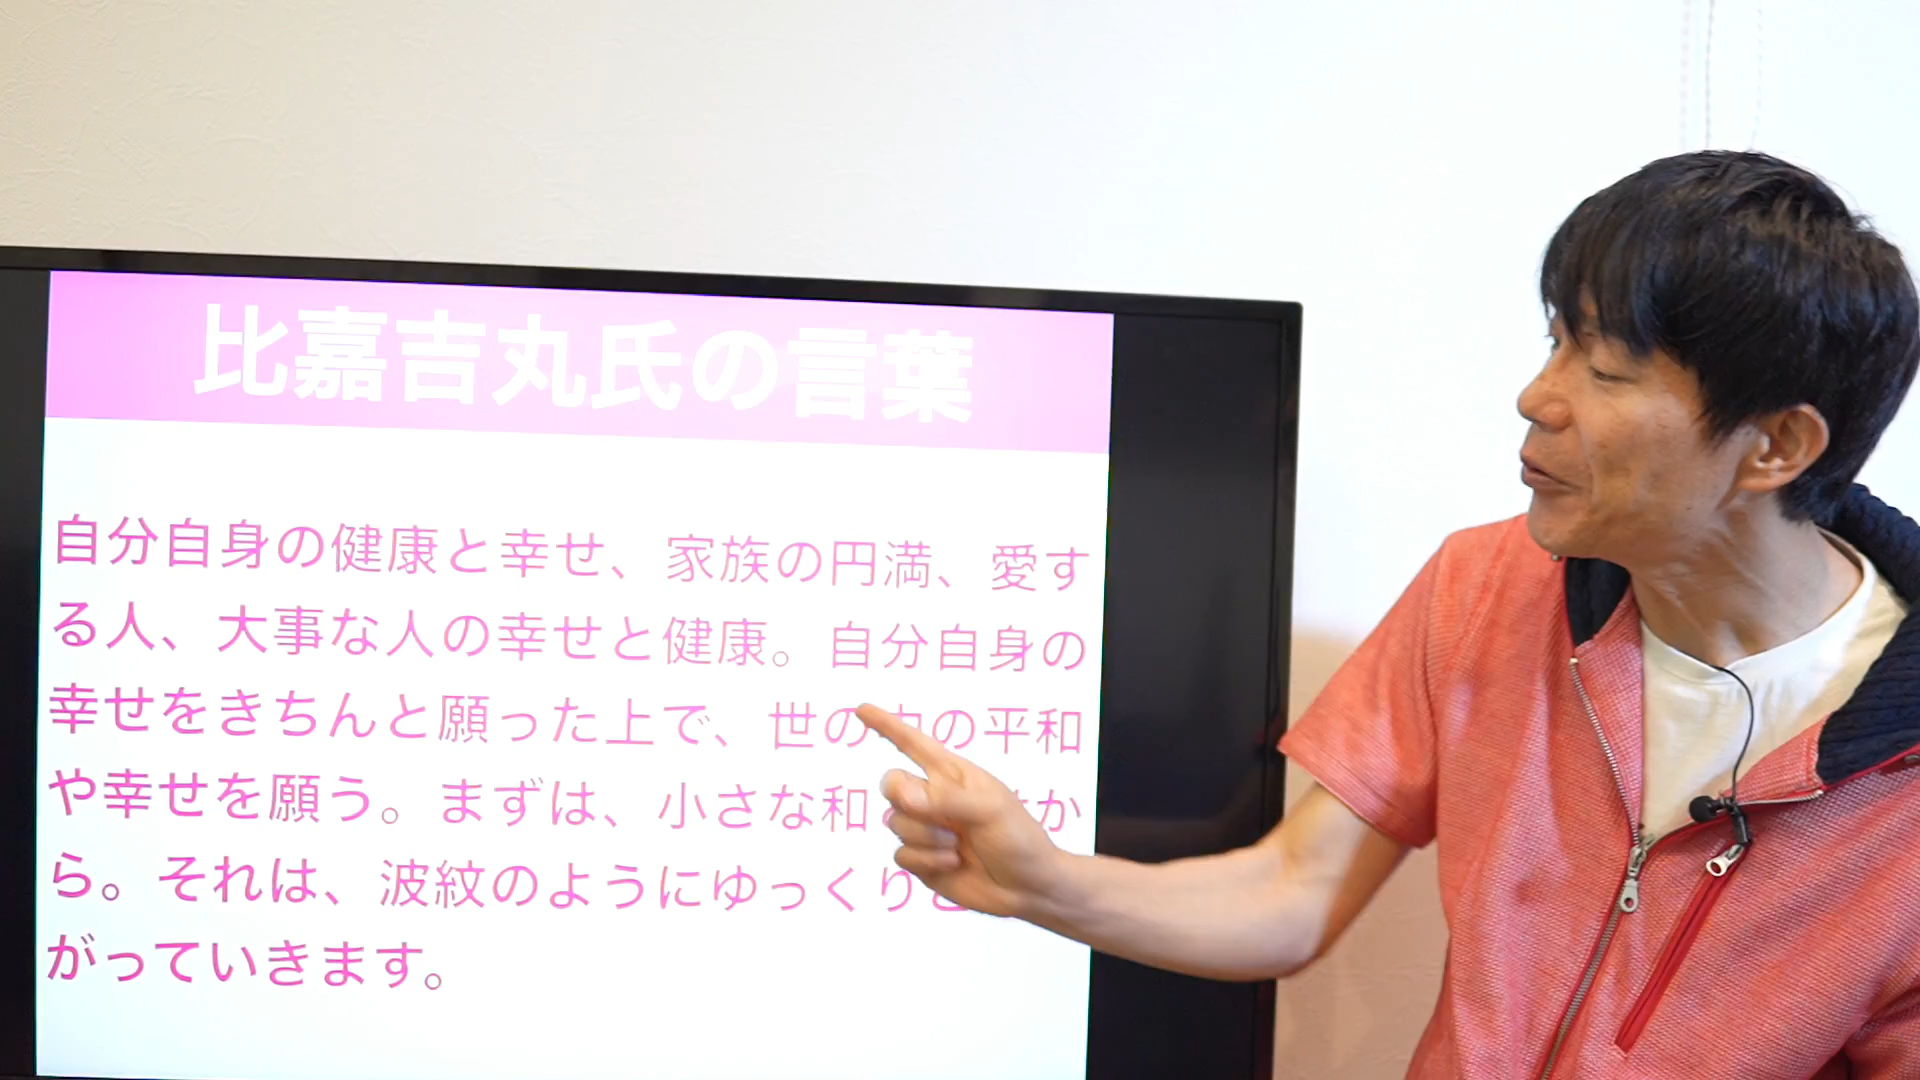 比嘉吉丸氏の言葉
自分自身の健康と幸せ、家族の円満、愛す
る人、大事な人の幸せと健康。自分自身の
幸せをきちんと願った上で、世の中の平和
や幸せを願う。まずは、小さな和
か
ら。それは、波紋のようにゆっくりと
がっていきます。